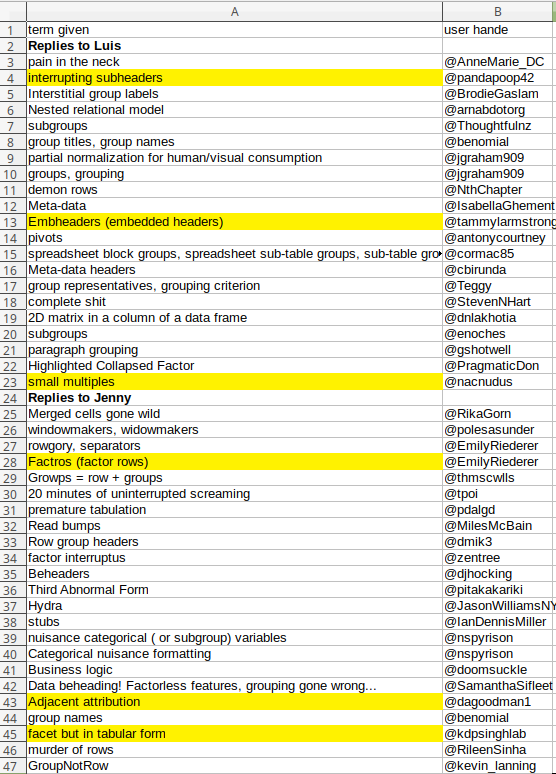 A B
1 term given user hande
2 Replies to Luis
3 pain in the neck @AnneMarie_DC
4 interrupting subheaders @pandapoop42
5 Interstitial group labels @BrodieGaslam
6 Nested relational model @arnabdotorg
7 subgroups @Thoughtfulnz
8 group titles, group names @benomial
9 partial normalization for human/visual consumption @jgraham909
10 groups, grouping @jgraham909
11 demon rows @NthChapter
12 Meta-data @IsabellaGhement
13 Embheaders (embedded headers) @tammylarmstrong
14 pivots @antonycourtney
15 spreadsheet block groups, spreadsheet sub-table groups, sub-table gro @cormac85
16 Meta-data headers @cbirunda
17 group representatives, grouping criterion @Teggy
18 complete shit @StevenNHart
19 2D matrix in a column of a data frame @dnlakhotia
20 subgroups @enoches
21 paragraph grouping @gshotwell
22 Highlighted Collapsed Factor @PragmaticDon
23 small multiples @nacnudus
24 Replies to Jenny
25 Merged cells gone wild @RikaGorn
26 windowmakers, widowmakers @polesasunder
27 rowgory, separators @EmilyRiederer
28 Factros (factor rows) @EmilyRiederer
29 Growps = row + groups @thmscwlls
30 20 minutes of uninterrupted screaming @tpoi
31 premature tabulation @pdalgd
32 Read bumps @MilesMcBain
33 Row group headers @dmik3
34 factor interruptus @zentree
35 Beheaders @djhocking
36 Third Abnormal Form @pitakakariki
37 Hydra @JasonWilliamsNY
38 stubs @IanDennisMiller
39 nuisance categorical ( or subgroup) variables @nspyrison
40 Categorical nuisance formatting @nspyrison
41 Business logic @doomsuckle
42 Data beheading! Factorless features, grouping gone wrong... @SamanthaSifleet
43 Adjacent attribution @dagoodman1
44 group names @benomial
45 facet but in tabular form @kdpsinghlab
46 murder of rows @RileenSinha
47 GroupNotRow @kevin_lanning